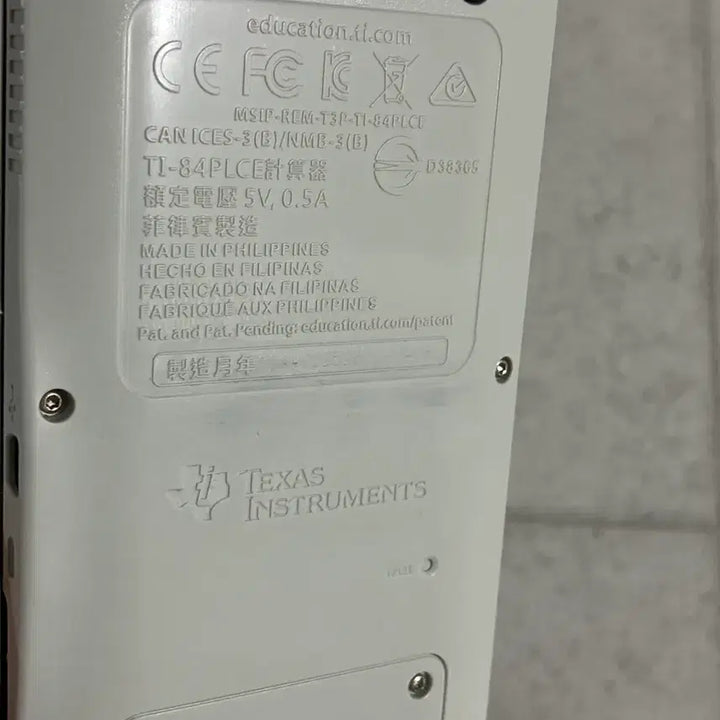 education.ti.com
CE FC
MSIP-REM-T3P-TI-84PLCE
CAN ICES-3(B)/NMB-3(B)
D38365
TI-84PLCE計算器
額定電壓 5V, 0.5A
菲律賓製造
MADE IN PHILIPPINES
HECHO EN FILIPINAS
FABRICADO NA FILIPINAS
FABRIQUÉ AUX PHILIPPINES
Pat. and Pat. Pending: education.ti.com/patent
製造月年
TEXAS
INSTRUMENTS